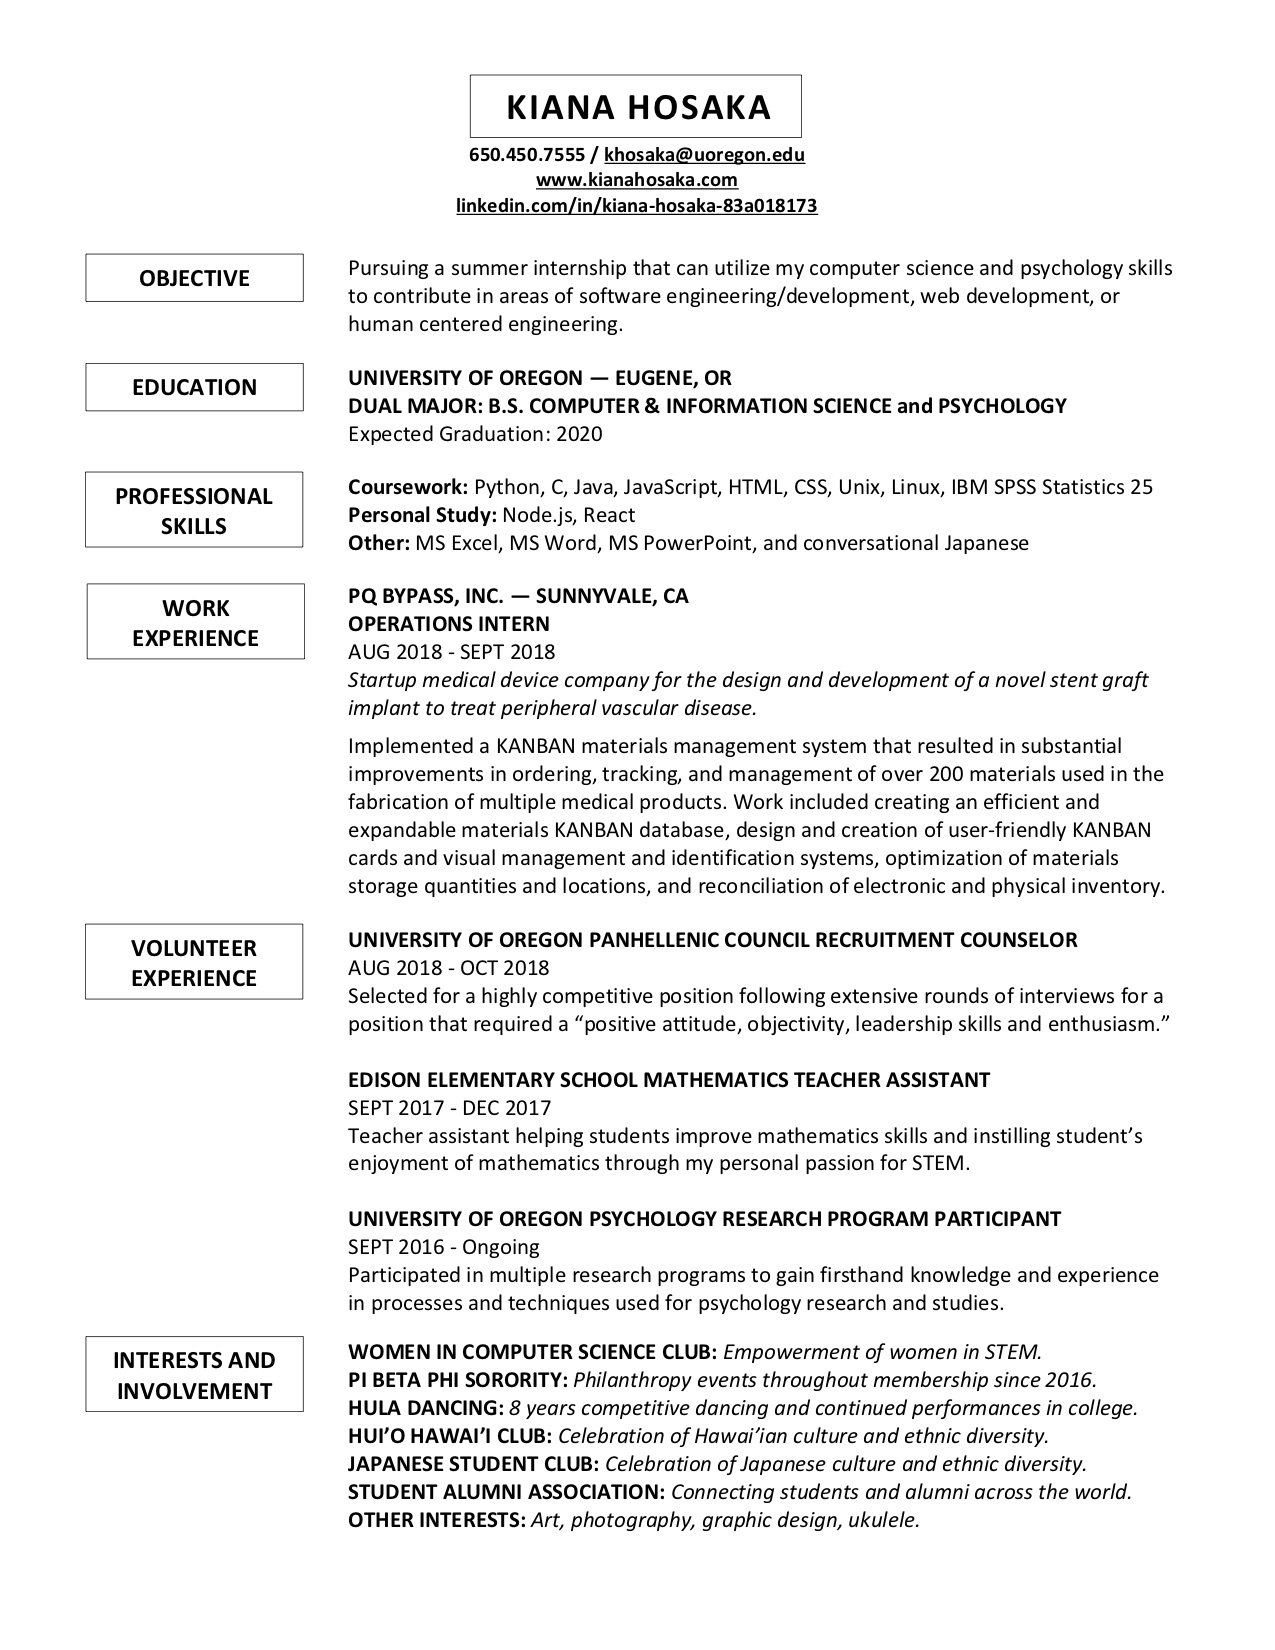 KIANA HOSAKA
650.450.7555 / khosaka@uoregon.edu
www.kianahosaka.com
linkedin.com/in/kiana-hosaka-83a018173
OBJECTIVE
Pursuing a summer internship that can utilize my computer science and psychology skills
to contribute in areas of software engineering/development, web development, or
human centered engineering.
EDUCATION
UNIVERSITY OF OREGON — EUGENE, OR
DUAL MAJOR: B.S. COMPUTER & INFORMATION SCIENCE and PSYCHOLOGY
Expected Graduation: 2020
PROFESSIONAL
SKILLS
Coursework: Python, C, Java, JavaScript, HTML, CSS, Unix, Linux, IBM SPSS Statistics 25
Personal Study: Node.js, React
Other: MS Excel, MS Word, MS PowerPoint, and conversational Japanese
WORK
EXPERIENCE
PQ BYPASS, INC. — SUNNYVALE, CA
OPERATIONS INTERN
AUG 2018 - SEPT 2018
Startup medical device company for the design and development of a novel stent graft
implant to treat peripheral vascular disease.
Implemented a KANBAN materials management system that resulted in substantial
improvements in ordering, tracking, and management of over 200 materials used in the
fabrication of multiple medical products. Work included creating an efficient and
expandable materials KANBAN database, design and creation of user-friendly KANBAN
cards and visual management and identification systems, optimization of materials
storage quantities and locations, and reconciliation of electronic and physical inventory.
VOLUNTEER
EXPERIENCE
UNIVERSITY OF OREGON PANHELLENIC COUNCIL RECRUITMENT COUNSELOR
AUG 2018 - OCT 2018
Selected for a highly competitive position following extensive rounds of interviews for a
position that required a “positive attitude, objectivity, leadership skills and enthusiasm.”
EDISON ELEMENTARY SCHOOL MATHEMATICS TEACHER ASSISTANT
SEPT 2017 - DEC 2017
Teacher assistant helping students improve mathematics skills and instilling student’s
enjoyment of mathematics through my personal passion for STEM.
UNIVERSITY OF OREGON PSYCHOLOGY RESEARCH PROGRAM PARTICIPANT
SEPT 2016 - Ongoing
Participated in multiple research programs to gain firsthand knowledge and experience
in processes and techniques used for psychology research and studies.
INTERESTS AND
INVOLVEMENT
WOMEN IN COMPUTER SCIENCE CLUB: Empowerment of women in STEM.
PI BETA PHI SORORITY: Philanthropy events throughout membership since 2016.
HULA DANCING: 8 years competitive dancing and continued performances in college.
HUI’O HAWAI’I CLUB: Celebration of Hawai’ian culture and ethnic diversity.
JAPANESE STUDENT CLUB: Celebration of Japanese culture and ethnic diversity.
STUDENT ALUMNI ASSOCIATION: Connecting students and alumni across the world.
OTHER INTERESTS: Art, photography, graphic design, ukulele.